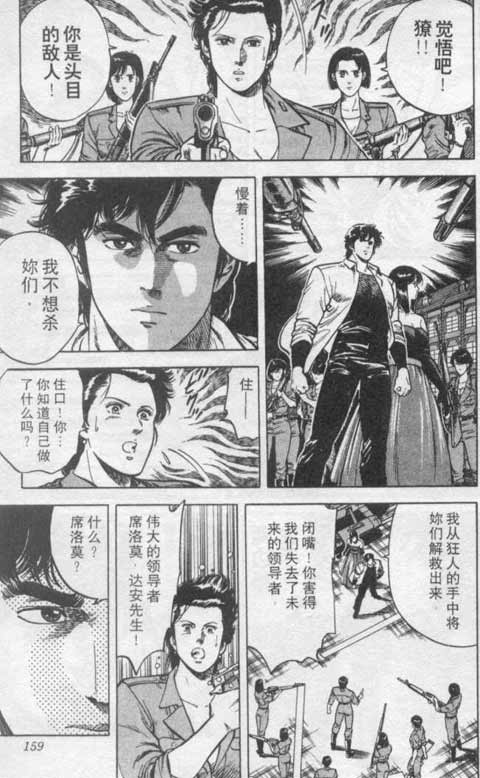 觉悟吧！
獠!!
你是头目
的敌人！
慢着……
我不想杀
妳们．
住——
住口！你…
你知道自己做
了什么吗？
我从狂人的手中将
妳们解救出来．
闭嘴！你害得
我们失去了未
来的领导者．
伟大的领导者
席洛莫．达安先生！
什么？
席洛莫？
159